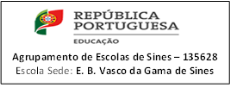 REPÚBLICA
PORTUGUESA
EDUCAÇÃO
Agrupamento de Escolas de Sines – 135628
Escola Sede: E. B. Vasco da Gama de Sines